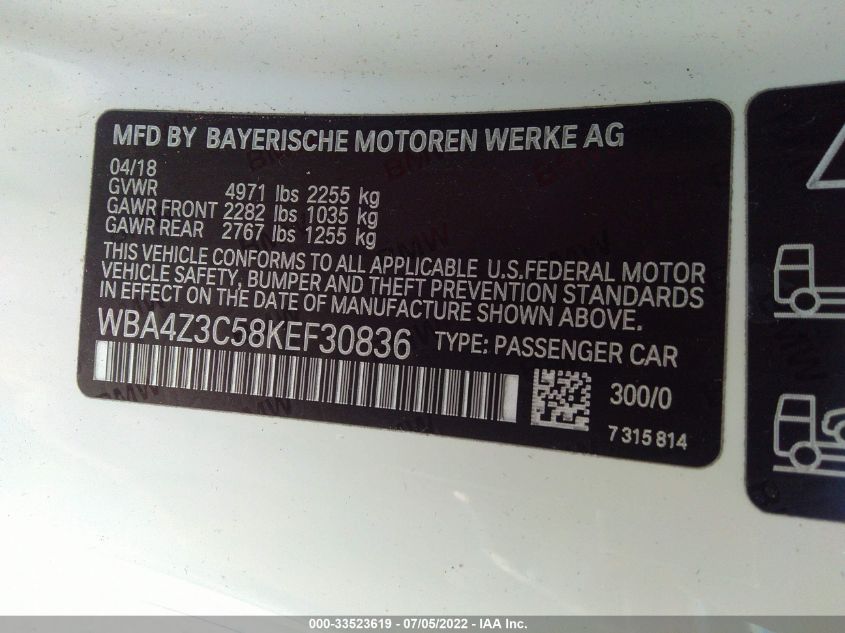 MFD BY BAYERISCHE MOTOREN WERKE AG
04/18
GVWR 4971 lbs 2255 kg
GAWR FRONT 2282 lbs 1035 kg
GAWR REAR 2767 lbs 1255 kg
THIS VEHICLE CONFORMS TO ALL APPLICABLE U.S.FEDERAL MOTOR
VEHICLE SAFETY, BUMPER AND THEFT PREVENTION STANDARDS
IN EFFECT ON THE DATE OF MANUFACTURE SHOWN ABOVE.
WBA4Z3C58KEF30836 TYPE: PASSENGER CAR
300/0
7 315 814
000-33523619 - 07/05/2022 - IAA Inc.